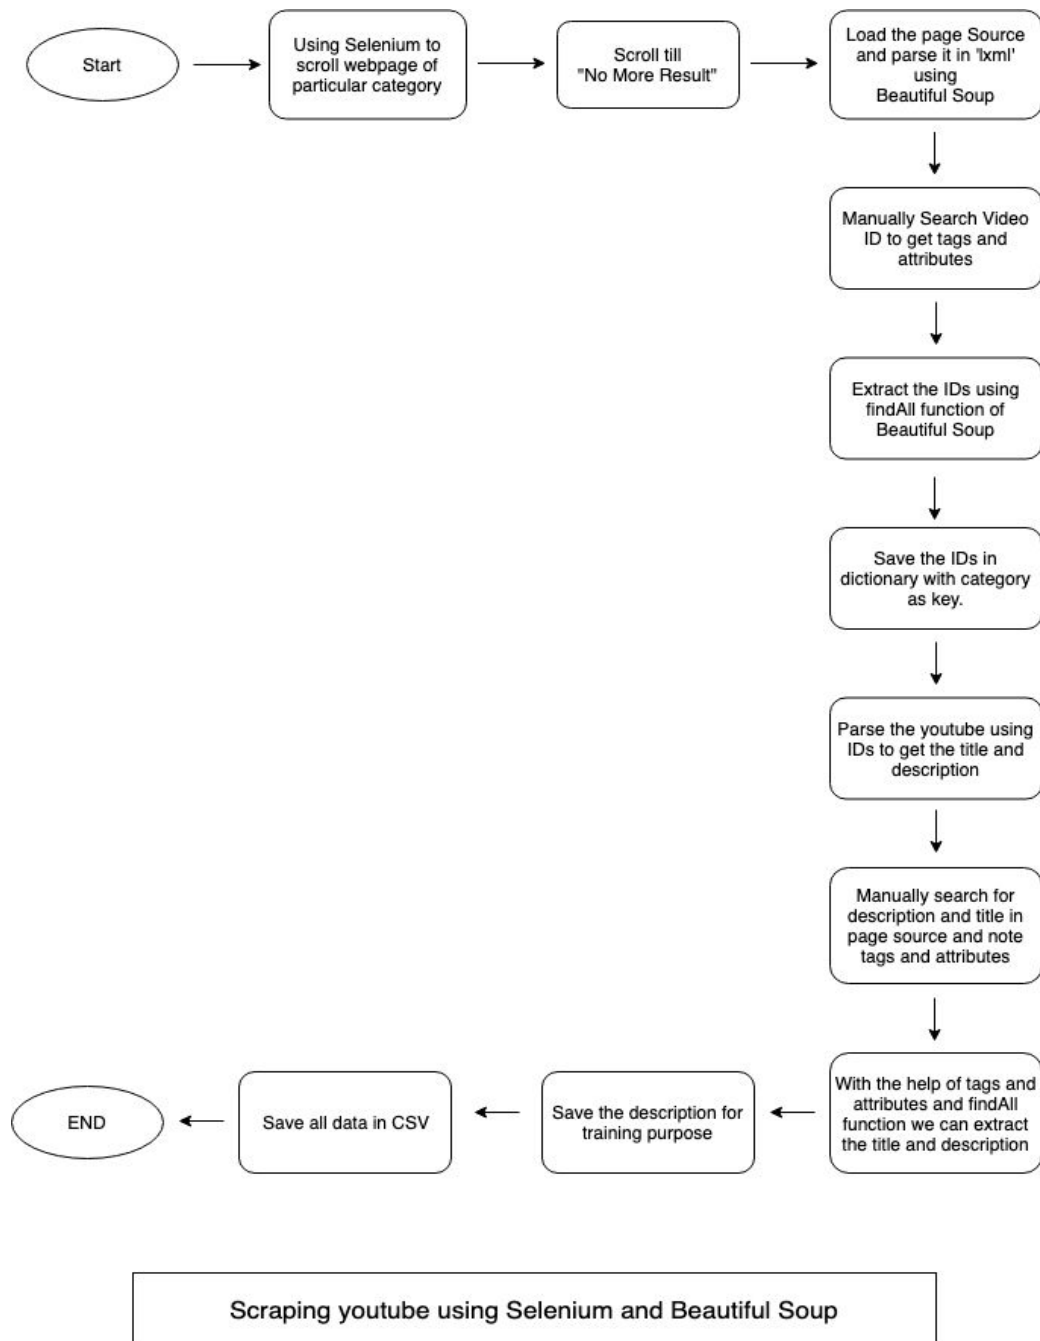 Start
Using Selenium to
scroll webpage of
particular category
Scroll till
"No More Result"
Load the page Source
and parse it in 'lxml'
using
Beautiful Soup
Manually Search Video
ID to get tags and
attributes
Extract the IDs using
findAll function of
Beautiful Soup
Save the IDs in
dictionary with category
as key.
Parse the youtube using
IDs to get the title and
description
Manually search for
description and title in
page source and note
tags and attributes
With the help of tags and
attributes and findAll
function we can extract
the title and description
Save the description for
training purpose
Save all data in CSV
END
Scraping youtube using Selenium and Beautiful Soup